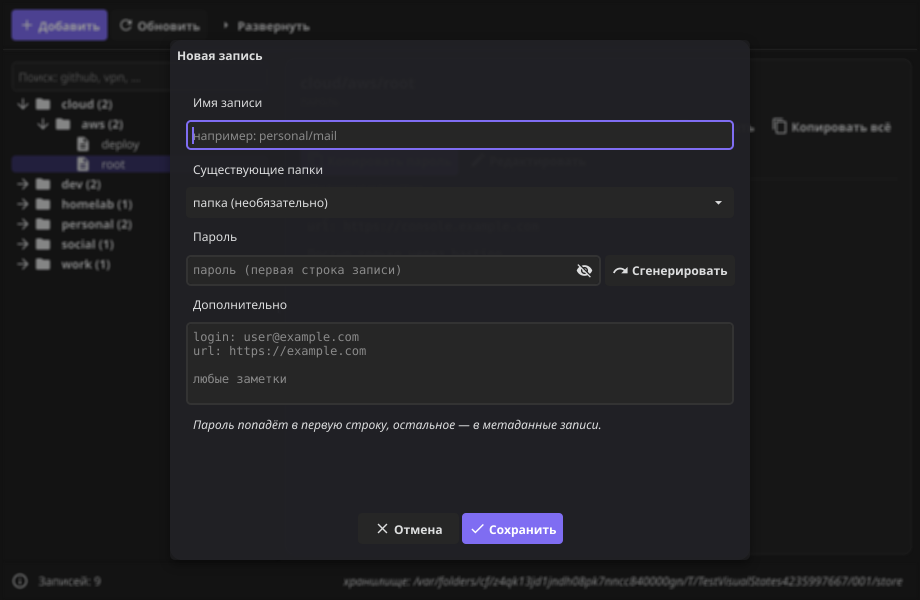 Добавить
Обновить
Развернуть
Новая запись
Поиск: github, vpn, ...
cloud (2)
aws (2)
deploy
root
dev (2)
homelab (1)
personal (2)
social (1)
work (1)
Имя записи
например: personal/mail
Существующие папки
папка (необязательно)
Пароль
пароль (первая строка записи)
Сгенерировать
Дополнительно
login: user@example.com
url: https://example.com
любые заметки
Пароль попадёт в первую строку, остальное — в метаданные записи.
Отмена
Сохранить
Копировать всё
Записей: 9
хранилище: /var/folders/cf/z4qk13jd1jndh08pk7nncc840000gn/T/TestVisualStates4235997667/001/store